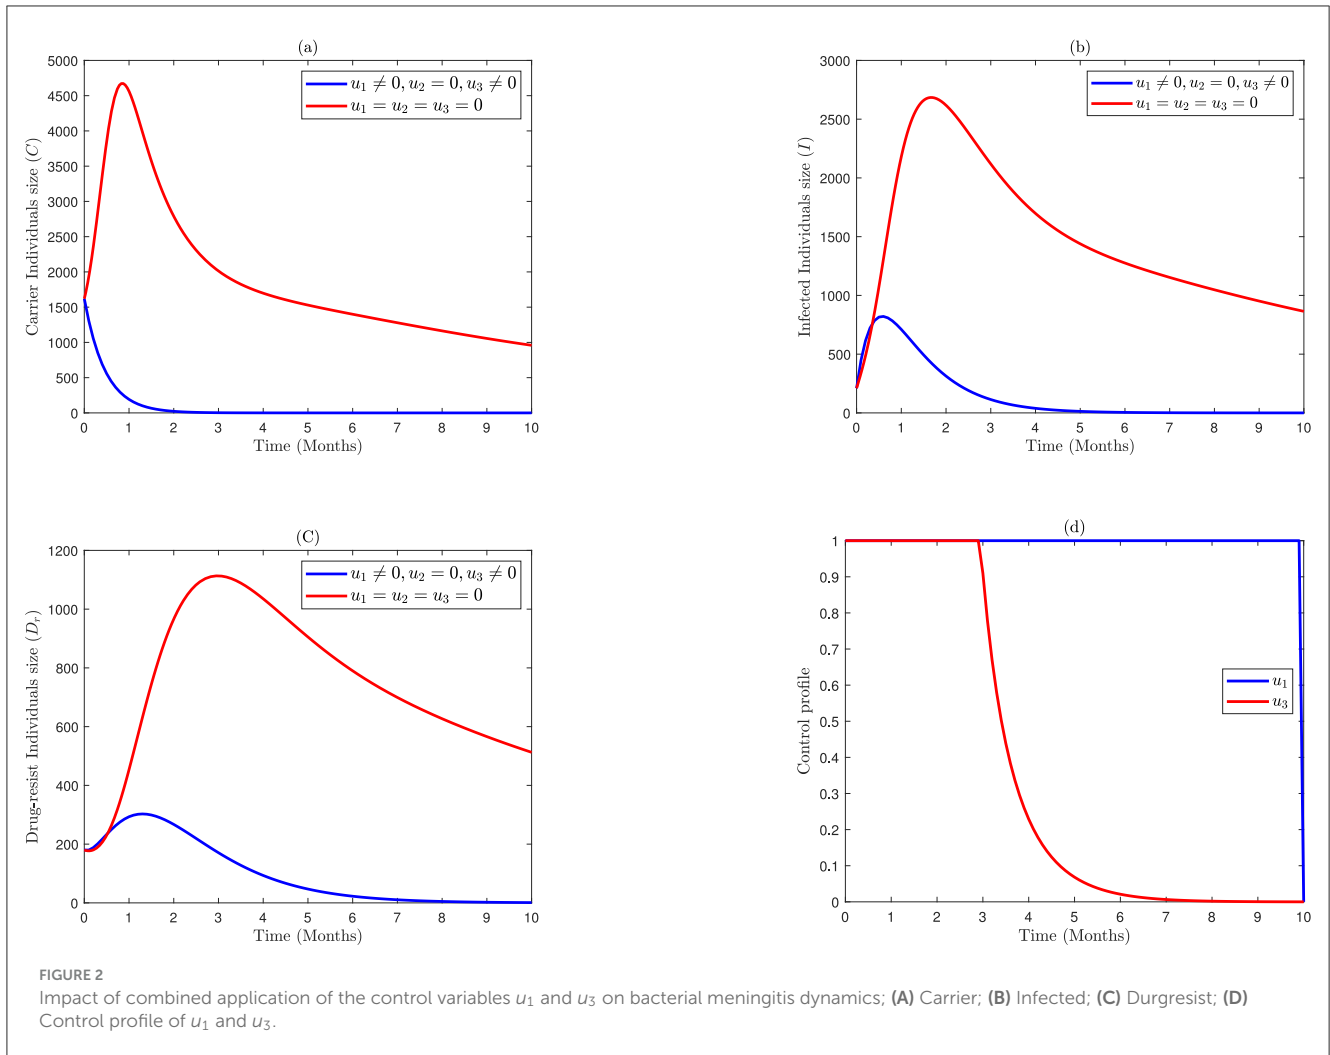 (a)
5000
4500
4000
3500
3000
2500
2000
1500
1000
500
0
Carrier Individuals size (C)
u₁ ≠ 0, u₂ = 0, u₃ ≠ 0
u₁ = u₂ = u₃ = 0
0 1 2 3 4 5 6 7 8 9 10
Time (Months)
(b)
3000
2500
2000
1500
1000
500
0
Infected Individuals size (I)
u₁ ≠ 0, u₂ = 0, u₃ ≠ 0
u₁ = u₂ = u₃ = 0
0 1 2 3 4 5 6 7 8 9 10
Time (Months)
(C)
1200
1000
800
600
400
200
0
Drug-resist Individuals size (Dᵣ)
u₁ ≠ 0, u₂ = 0, u₃ ≠ 0
u₁ = u₂ = u₃ = 0
0 1 2 3 4 5 6 7 8 9 10
Time (Months)
(d)
1
0.9
0.8
0.7
0.6
0.5
0.4
0.3
0.2
0.1
0
Control profile
u₁
u₃
0 1 2 3 4 5 6 7 8 9 10
Time (Months)
FIGURE 2
Impact of combined application of the control variables u₁ and u₃ on bacterial meningitis dynamics; (A) Carrier; (B) Infected; (C) Durgresist; (D)
Control profile of u₁ and u₃.